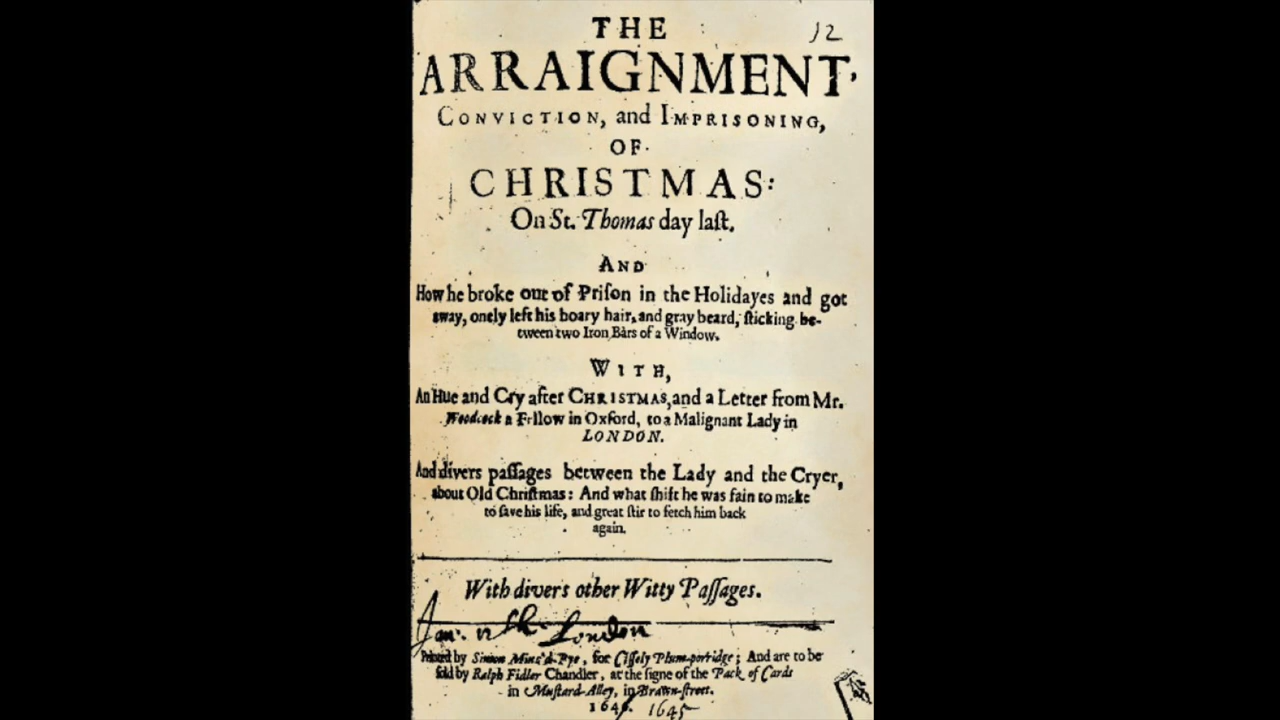 THE
12
ARRAIGNMENT,
CONVICTION, and IMPRISONING,
OF
CHRISTMAS:
On St. Thomas day laſt.
AND
How he broke out of Priſon in the Holidayes and got
away, onely left his hoary hair, and gray beard, ſticking be-
tween two Iron Bars of a Window.
WITH,
An Hue and Cry after CHRISTMAS, and a Letter from Mr.
Woodcock a Fellow in Oxford, to a Malignant Lady in
LONDON.
And divers paſſages between the Lady and the Cryer,
about Old Chriſtmas: And what ſhift he was fain to make
to ſave his life, and great ſtir to fetch him back
again.
With divers other Witty Paſſages.
Jan. 12th London
Printed by Simon Minc'd-Pye, for Ciſſely Plum-porridge; And are to be
ſold by Ralph Fidler Chandler, at the ſigne of the Pack of Cards
in Muſtard-Alley, in Brawn-ſtreet.
1646. 1645